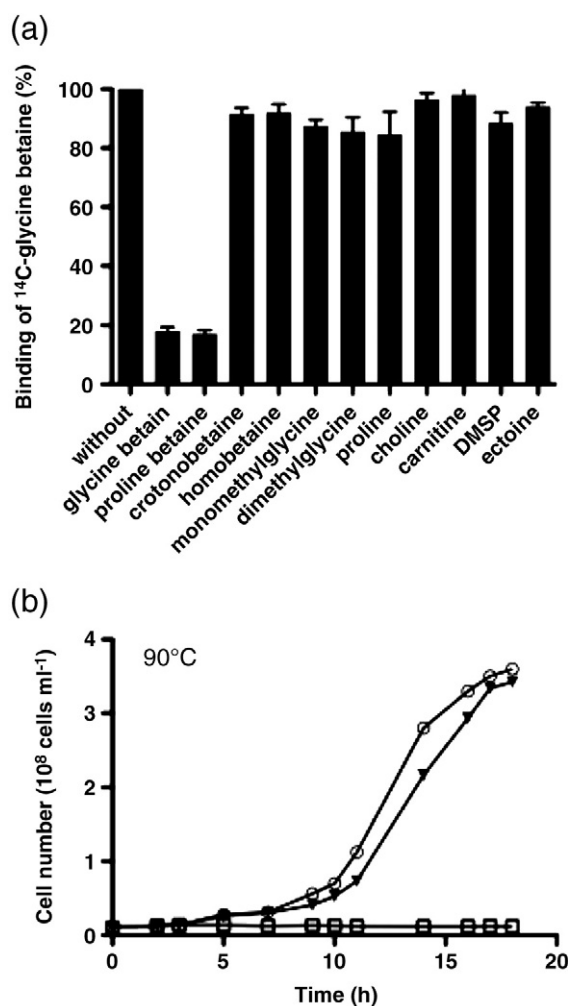 (a)
Binding of ¹⁴C-glycine betaine (%)
100
80
60
40
20
0
without
glycine betain
proline betaine
crotonobetaine
homobetaine
monomethylglycine
dimethylglycine
proline
choline
carnitine
DMSP
ectoine
(b)
90°C
Cell number (10⁸ cells ml⁻¹)
4
3
2
1
0
0 5 10 15 20
Time (h)